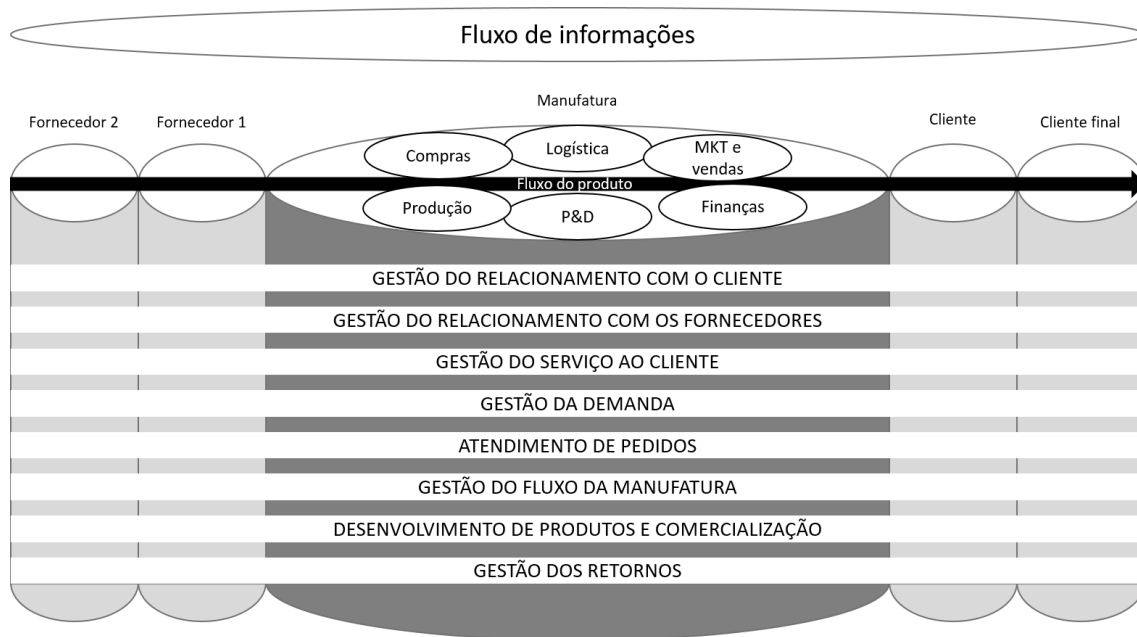 Fluxo de informações
Manufatura
Fornecedor 2
Fornecedor 1
Cliente
Cliente final
Compras
Logística
MKT e
vendas
Fluxo do produto
Produção
P&D
Finanças
GESTÃO DO RELACIONAMENTO COM O CLIENTE
GESTÃO DO RELACIONAMENTO COM OS FORNECEDORES
GESTÃO DO SERVIÇO AO CLIENTE
GESTÃO DA DEMANDA
ATENDIMENTO DE PEDIDOS
GESTÃO DO FLUXO DA MANUFATURA
DESENVOLVIMENTO DE PRODUTOS E COMERCIALIZAÇÃO
GESTÃO DOS RETORNOS